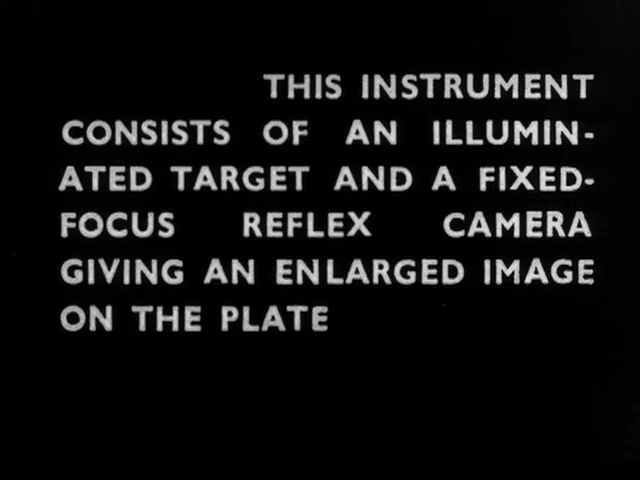 THIS INSTRUMENT
CONSISTS OF AN ILLUMIN-
ATED TARGET AND A FIXED-
FOCUS REFLEX CAMERA
GIVING AN ENLARGED IMAGE
ON THE PLATE